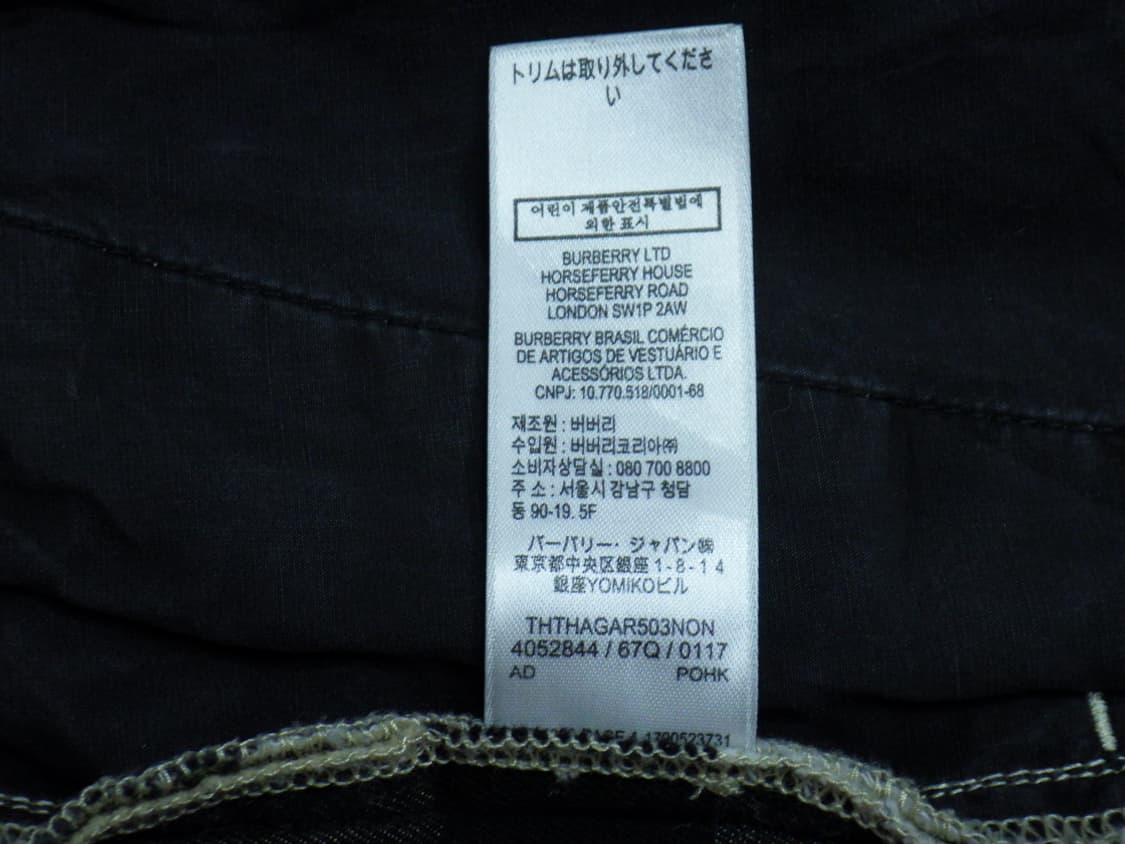 トリムは取り外してくださ
い
어린이 제품안전특별법에
의한 표시
BURBERRY LTD
HORSEFERRY HOUSE
HORSEFERRY ROAD
LONDON SW1P 2AW
BURBERRY BRASIL COMÉRCIO
DE ARTIGOS DE VESTUÁRIO E
ACESSÓRIOS LTDA.
CNPJ: 10.770.518/0001-68
제조원 : 버버리
수입원 : 버버리코리아㈜
소비자상담실 : 080 700 8800
주 소 : 서울시 강남구 청담
동 90-19. 5F
バーバリー・ジャパン㈱
東京都中央区銀座 1 - 8 - 1 4
銀座YOMIKOビル
THTHAGAR503NON
4052844 / 67Q / 0117
AD POHK
1700523731